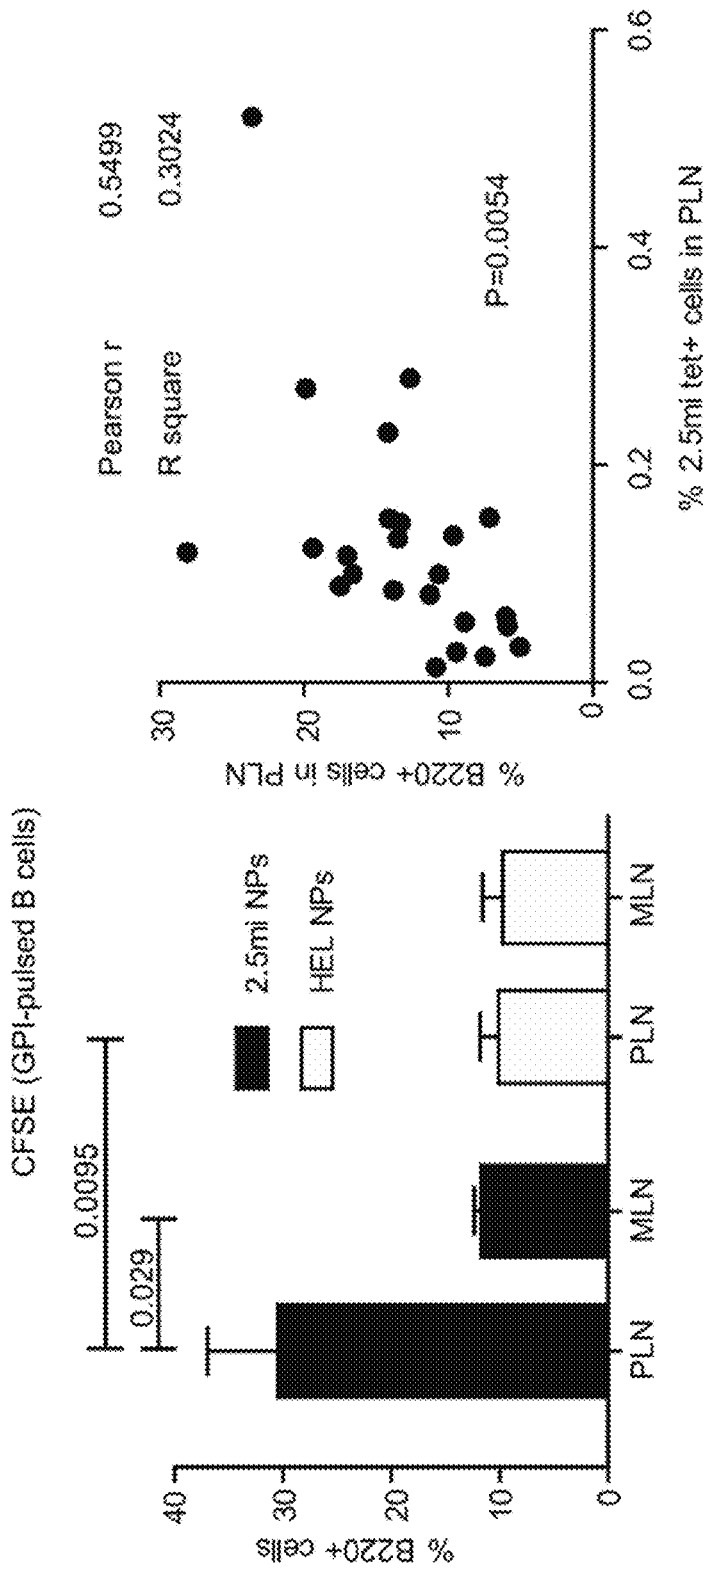 CFSE (GPI-pulsed B cells)
0.0095
0.029
2.5mi NPs
HEL NPs
% B220+ cells
40
30
20
10
0
PLN
MLN
PLN
MLN
Pearson r 0.5499
R square 0.3024
P=0.0054
% B220+ cells in PLN
30
20
10
0
0.0
0.2
0.4
0.6
% 2.5mi tet+ cells in PLN